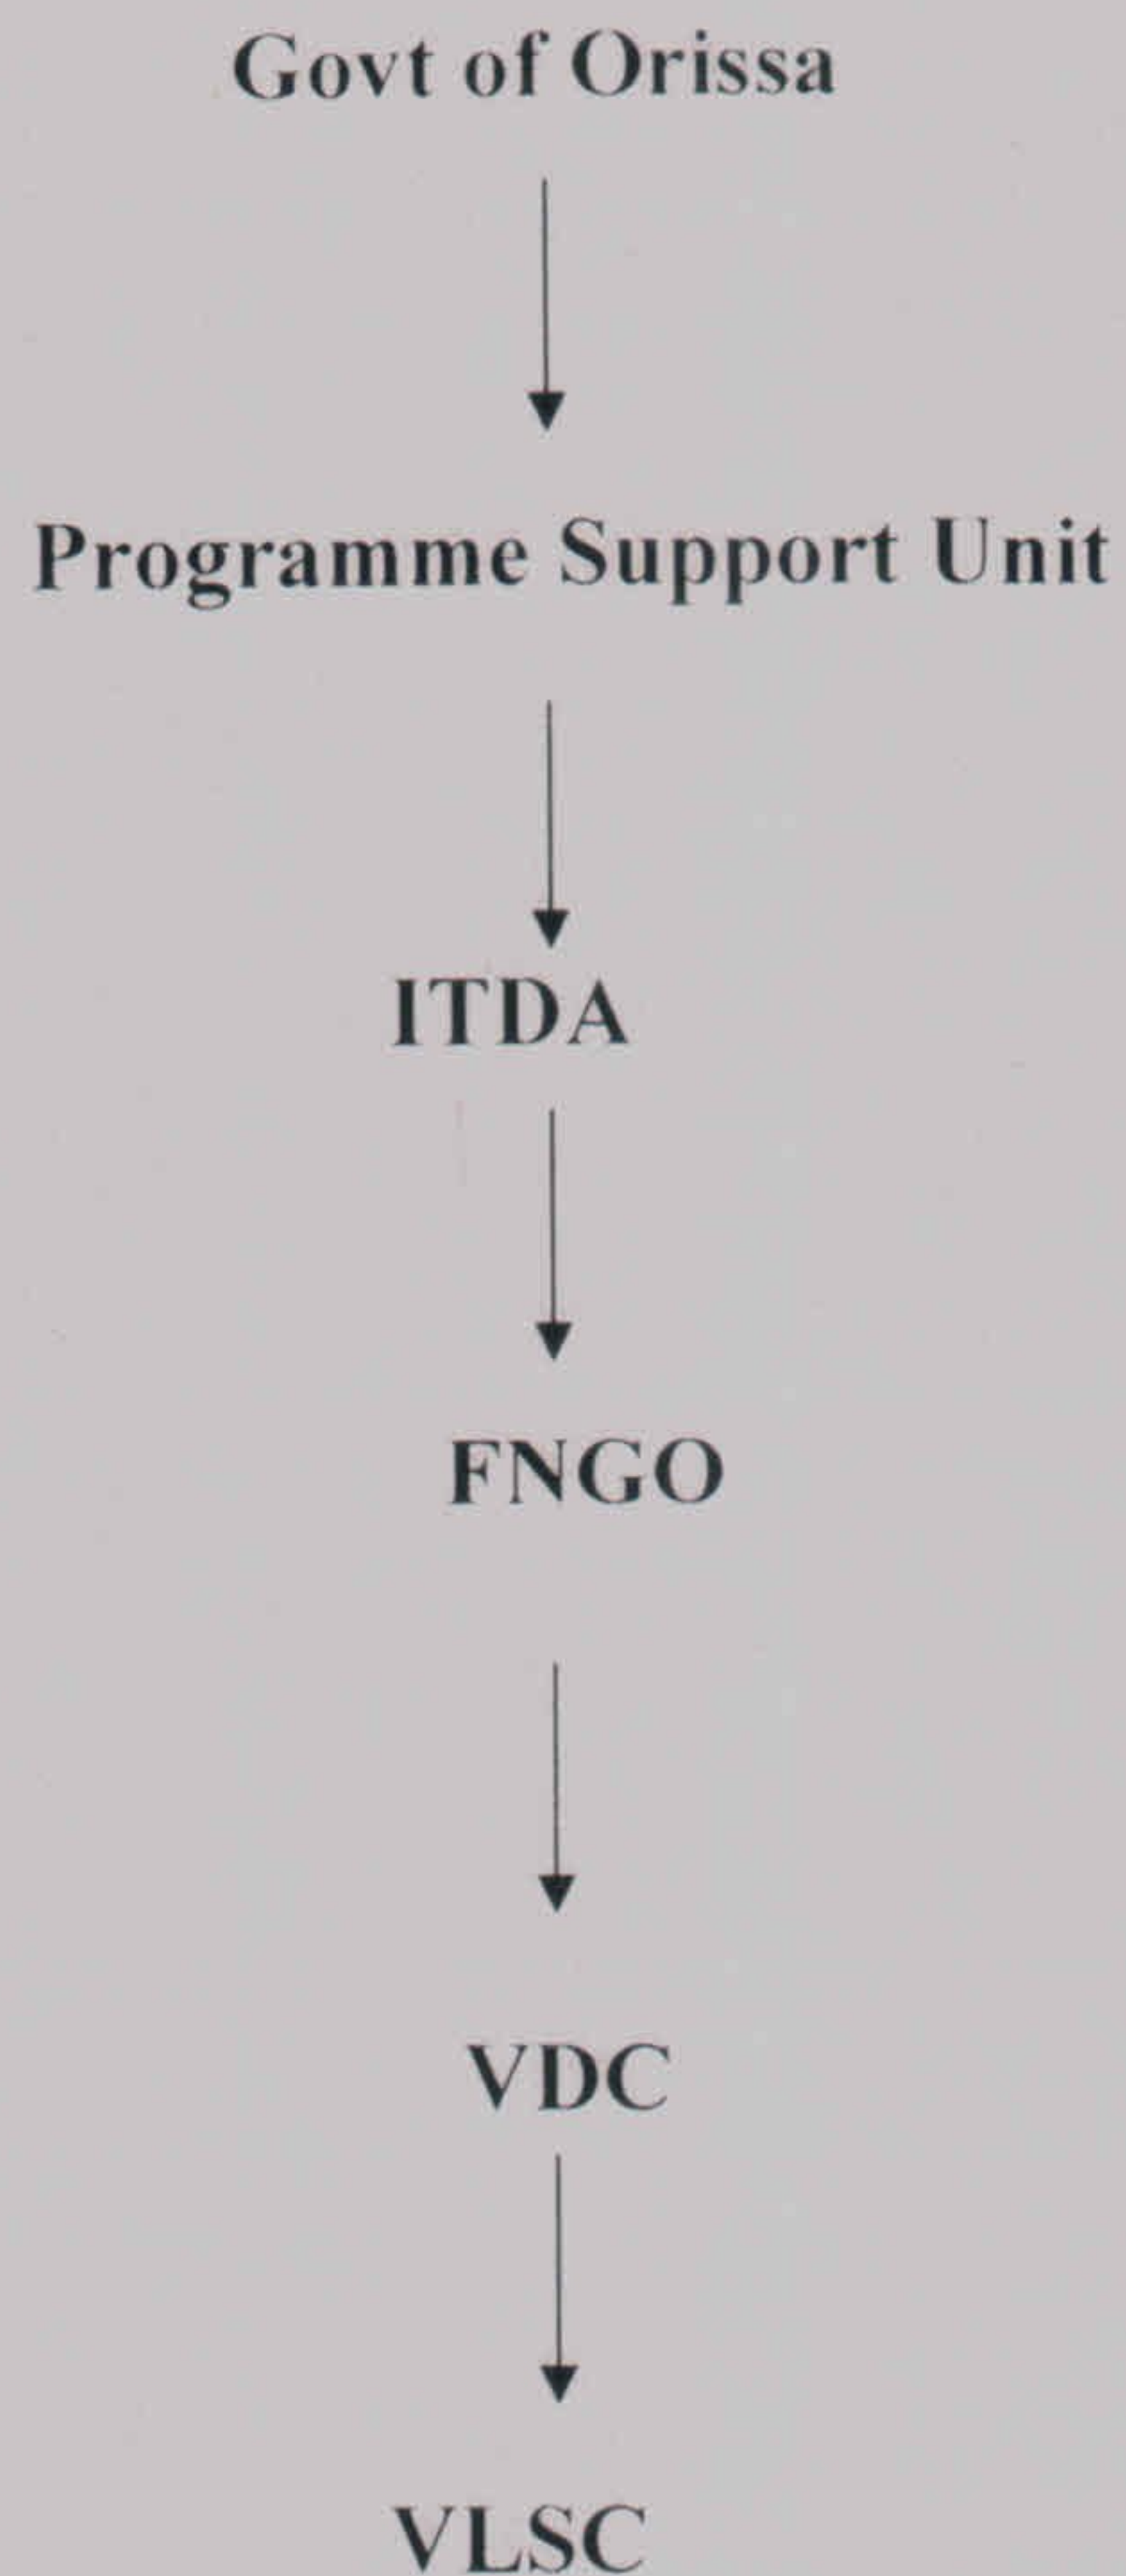 Govt of Orissa
Programme Support Unit
ITDA
FNGO
VDC
VLSC